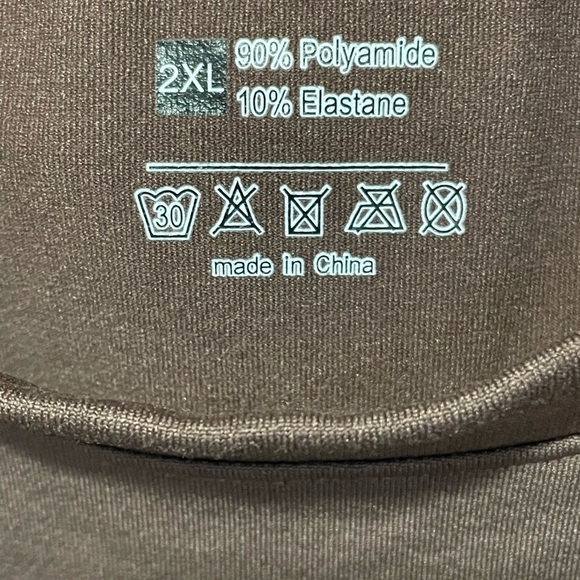 2XL 90% Polyamide
10% Elastane
30
made in China